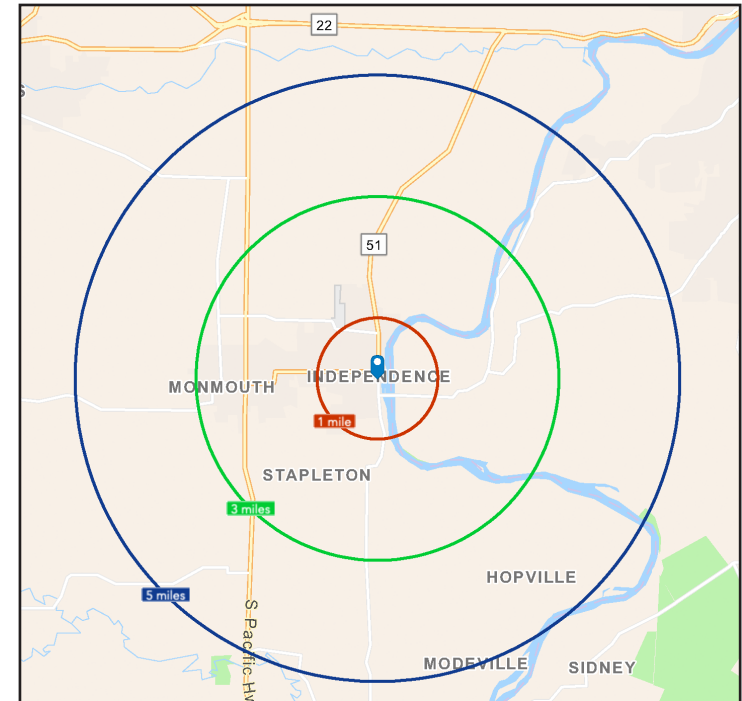 22
S
51
INDEPENDENCE
MONMOUTH
1 mile
STAPLETON
3 miles
HOPVILLE
5 miles
S Pacific Hw
MODEVILLE
SIDNEY